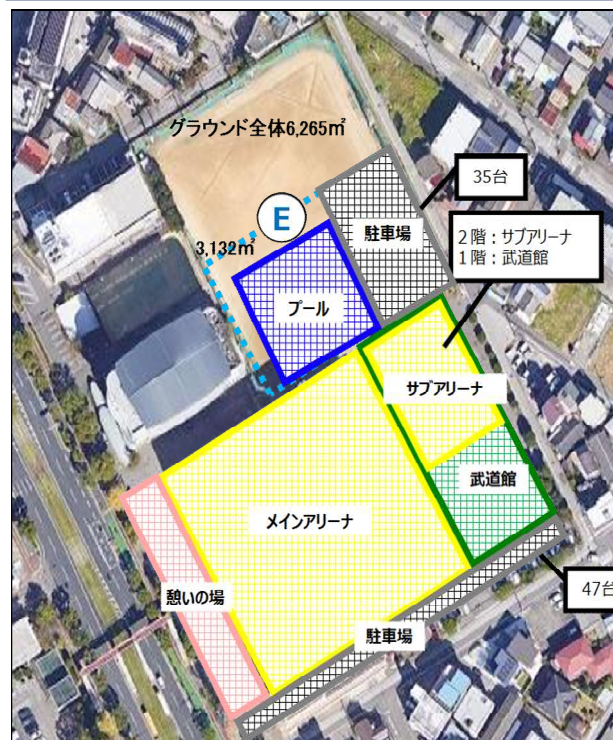 グラウンド全体6,265㎡
35台
E
駐車場
2階：サブアリーナ
1階：武道館
3,132㎡
プール
サブアリーナ
武道館
メインアリーナ
47台
憩いの場
駐車場